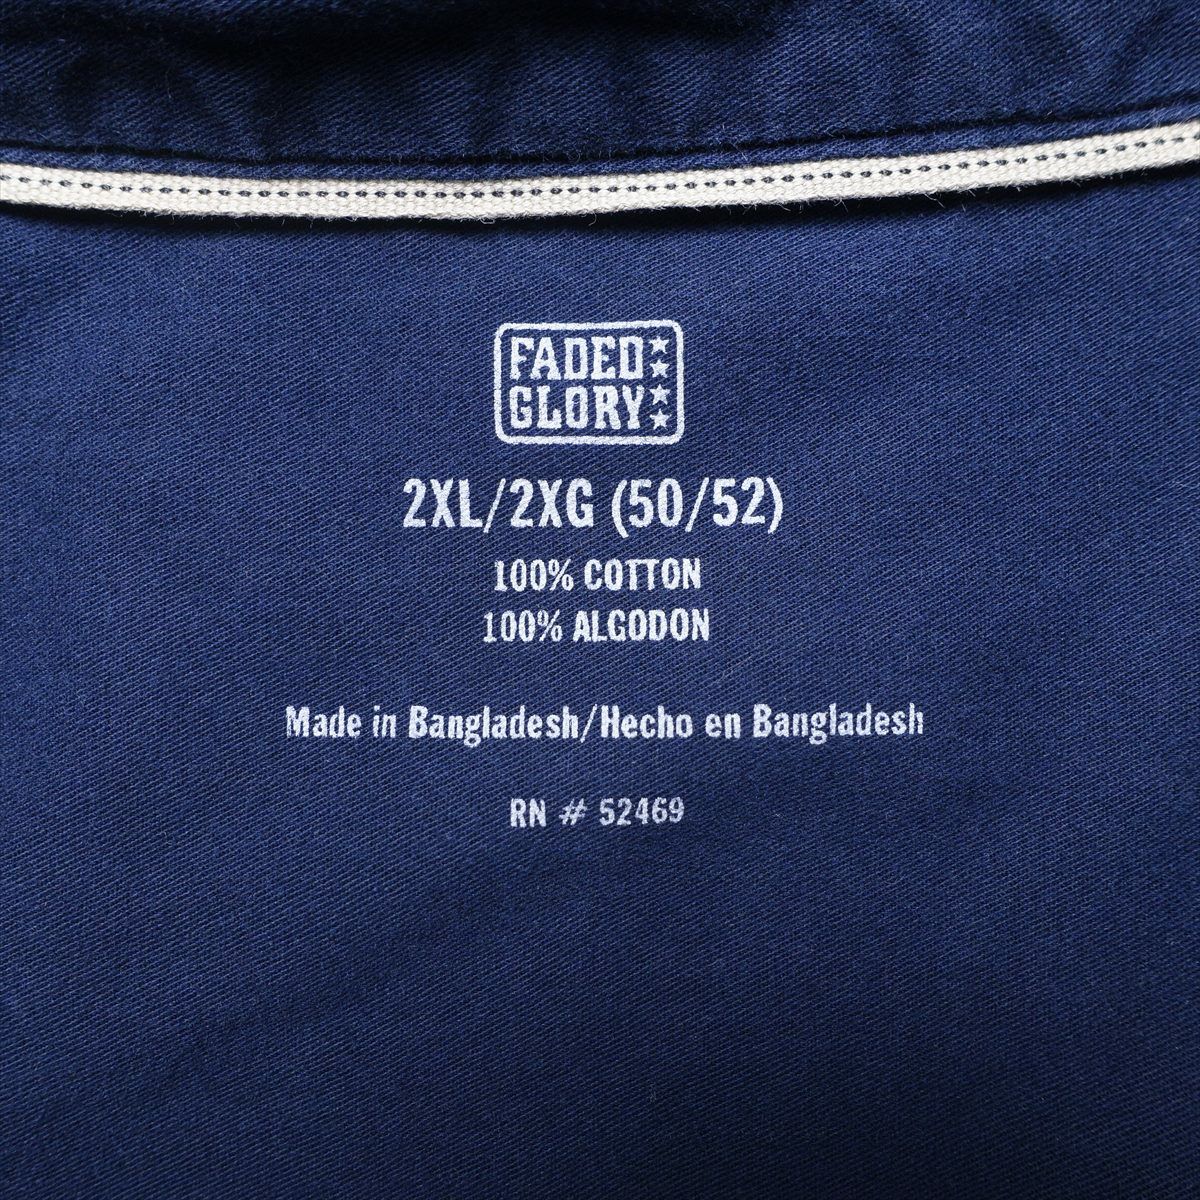 FADED
GLORY
2XL/2XG (50/52)
100% COTTON
100% ALGODON
Made in Bangladesh/Hecho en Bangladesh
RN # 52469